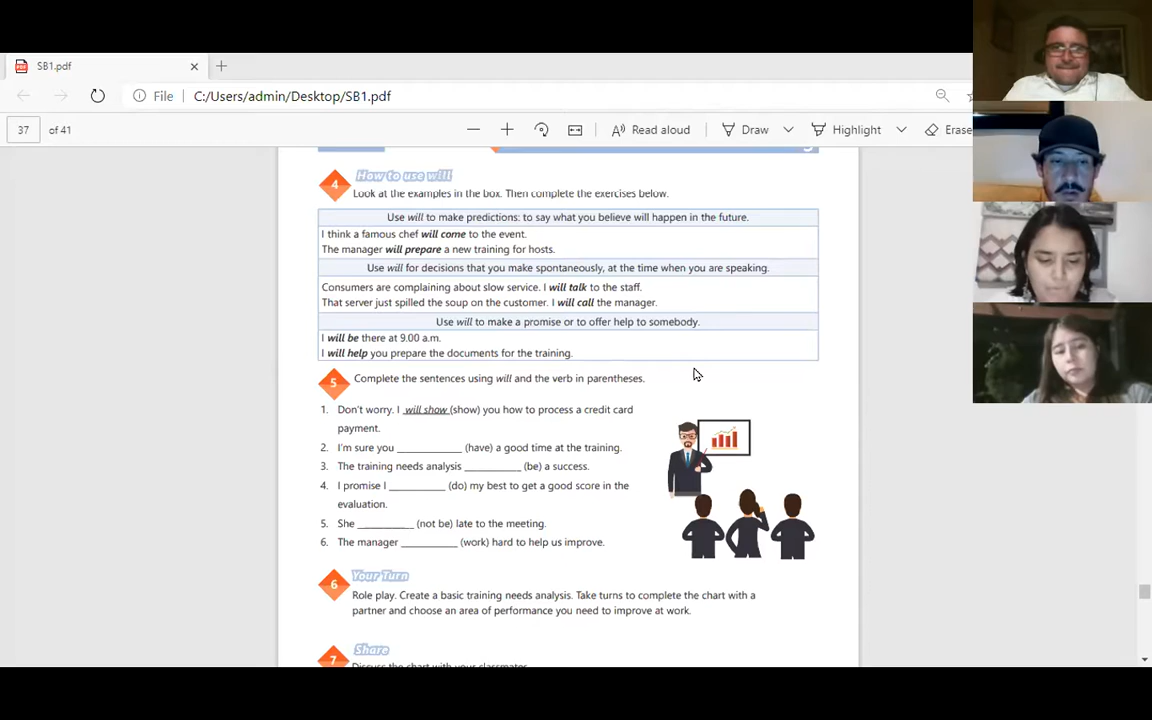 SB1.pdf
File
C:/Users/admin/Desktop/SB1.pdf
37 of 41
Read aloud
Draw
Highlight
Erase
4 How to use will
Look at the examples in the box. Then complete the exercises below.
Use will to make predictions: to say what you believe will happen in the future.
I think a famous chef will come to the event.
The manager will prepare a new training for hosts.
Use will for decisions that you make spontaneously, at the time when you are speaking.
Consumers are complaining about slow service. I will talk to the staff.
That server just spilled the soup on the customer. I will call the manager.
Use will to make a promise or to offer help to somebody.
I will be there at 9.00 a.m.
I will help you prepare the documents for the training.
5 Complete the sentences using will and the verb in parentheses.
1. Don't worry. I will show (show) you how to process a credit card
payment.
2. I'm sure you ____________ (have) a good time at the training.
3. The training needs analysis __________ (be) a success.
4. I promise I __________ (do) my best to get a good score in the
evaluation.
5. She __________ (not be) late to the meeting.
6. The manager __________ (work) hard to help us improve.
6 Your Turn
Role play. Create a basic training needs analysis. Take turns to complete the chart with a
partner and choose an area of performance you need to improve at work.
7 Share
Discuss the chart with your classmates